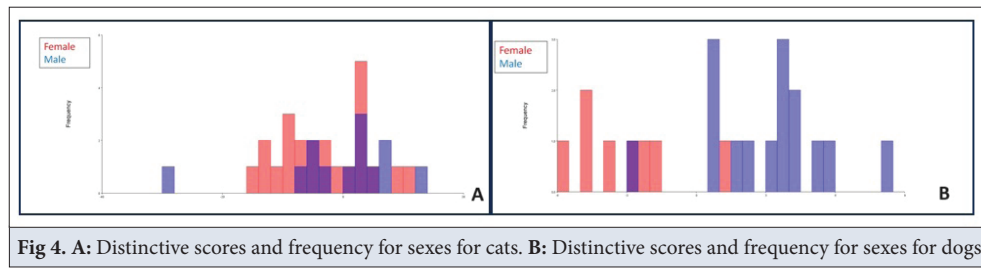 Female
Male
Frequency
A
Female
Male
Frequency
B
Fig 4. A: Distinctive scores and frequency for sexes for cats. B: Distinctive scores and frequency for sexes for dogs